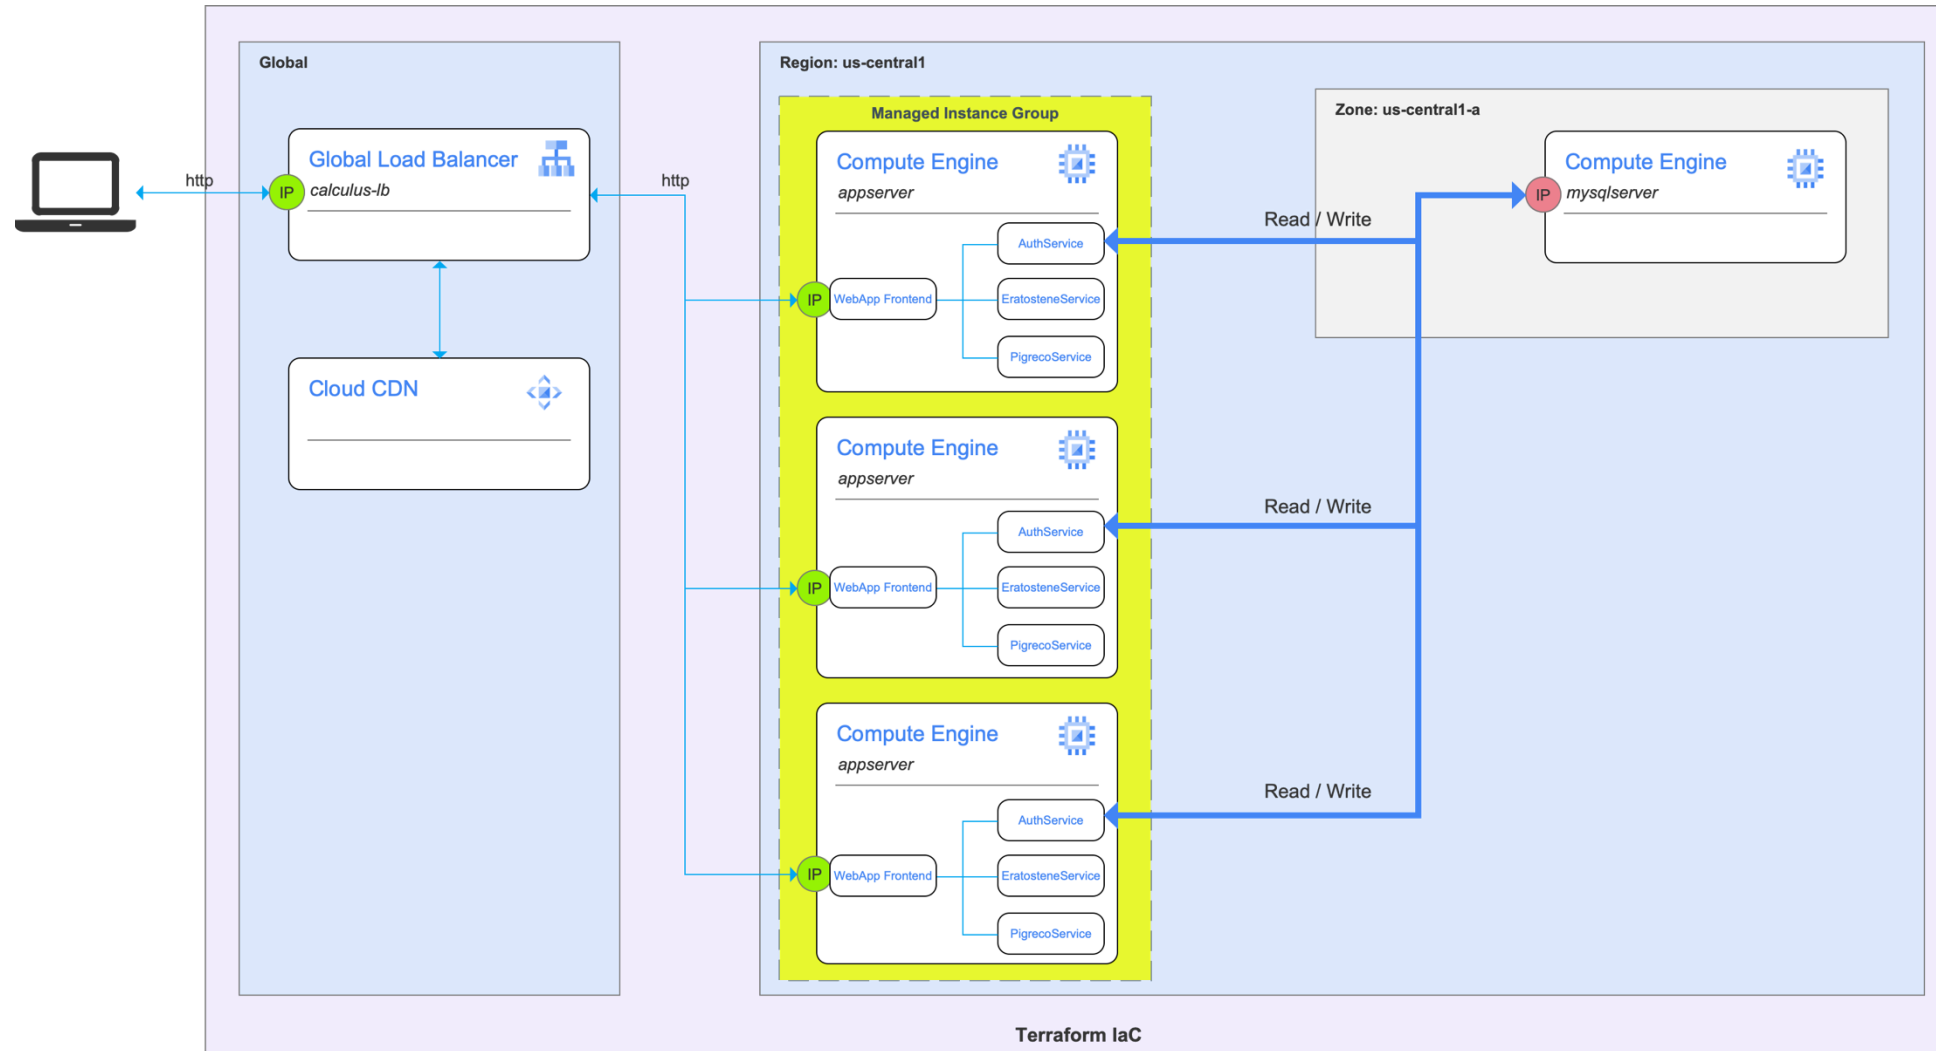 Global
http
IP
Global Load Balancer
calculus-lb
Cloud CDN
http
Region: us-central1
Managed Instance Group
Compute Engine
appserver
AuthService
IP
WebApp Frontend
EratosteneService
PigrecoService
Compute Engine
appserver
AuthService
IP
WebApp Frontend
EratosteneService
PigrecoService
Compute Engine
appserver
AuthService
IP
WebApp Frontend
EratosteneService
PigrecoService
Read / Write
Read / Write
Read / Write
Zone: us-central1-a
Compute Engine
IP
mysqlserver
Terraform IaC